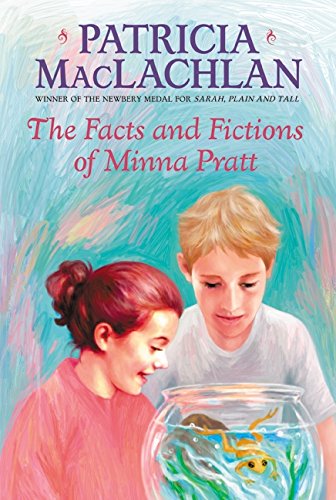 PATRICIA
MACLACHLAN
WINNER OF THE NEWBERY MEDAL FOR SARAH, PLAIN AND TALL
The Facts and Fictions
of Minna Pratt